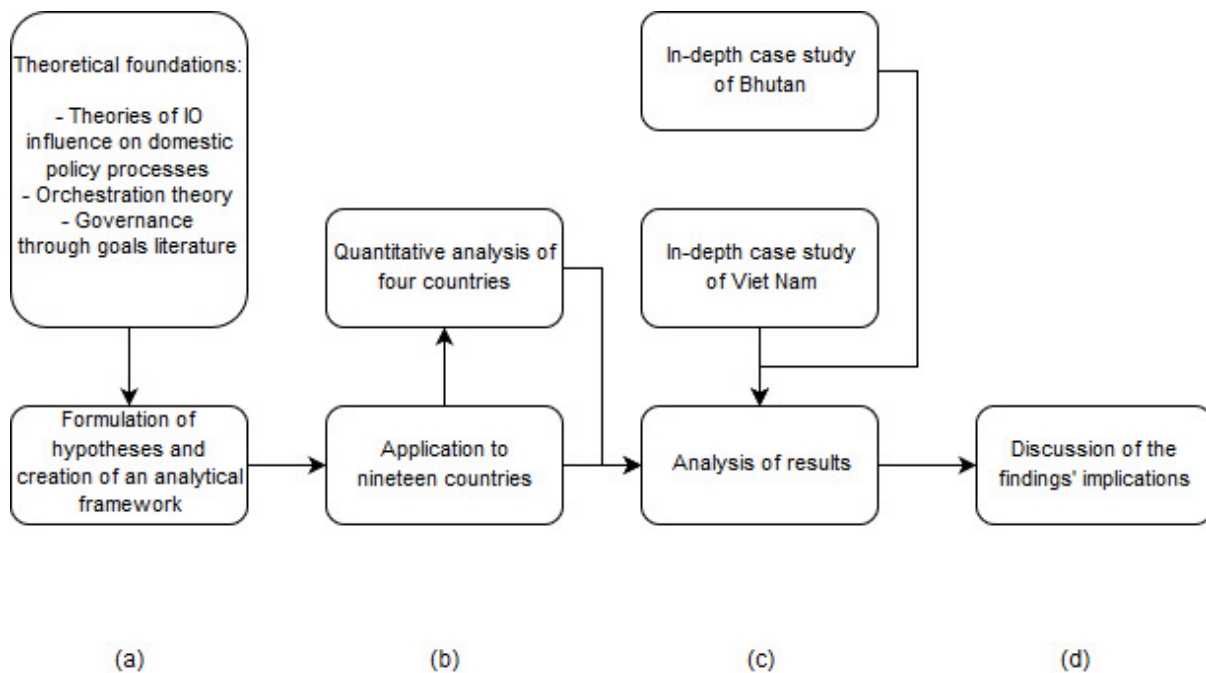 Theoretical foundations:
- Theories of IO
influence on domestic
policy processes
- Orchestration theory
- Governance
through goals literature
Formulation of
hypotheses and
creation of an analytical
framework
Quantitative analysis of
four countries
Application to
nineteen countries
In-depth case study
of Bhutan
In-depth case study
of Viet Nam
Analysis of results
Discussion of the
findings' implications
(a)
(b)
(c)
(d)